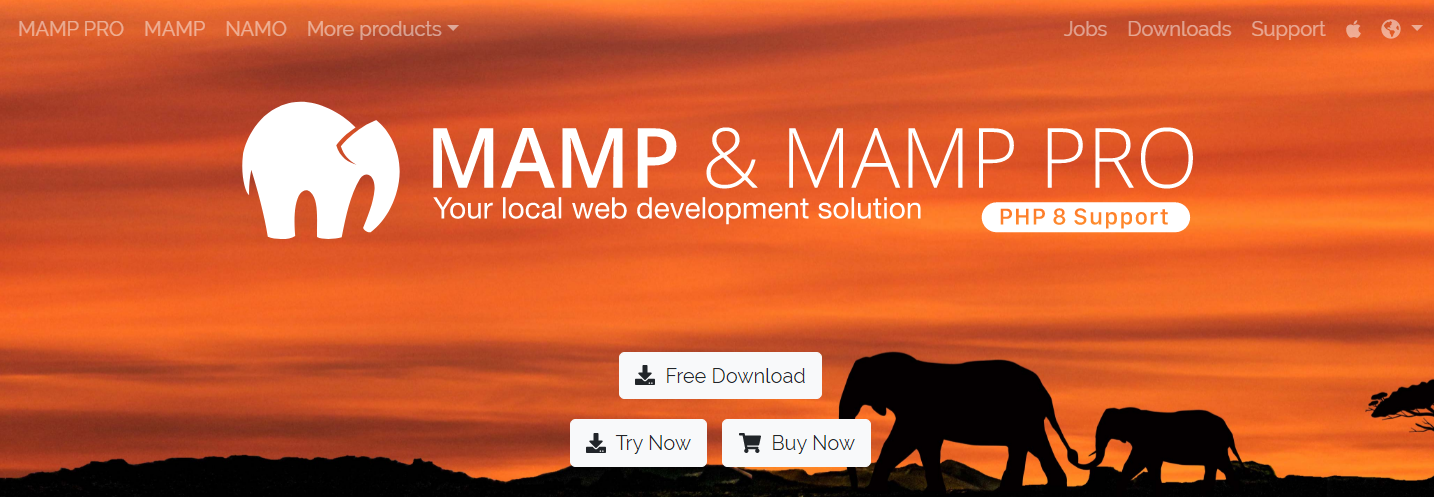 MAMP PRO MAMP NAMO More products Jobs Downloads Support
MAMP & MAMP PRO
Your local web development solution
PHP 8 Support
Free Download
Try Now Buy Now